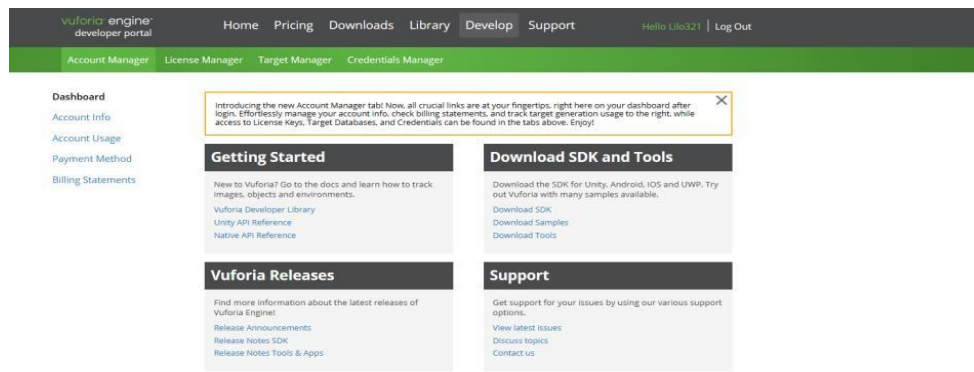 vuforia engine
developer portal
Home Pricing Downloads Library Develop Support Hello Lilo321 | Log Out
Account Manager License Manager Target Manager Credentials Manager
Dashboard
Account Info
Account Usage
Payment Method
Billing Statements
Introducing the new Account Manager tab! Now, all crucial links are at your fingertips, right here on your dashboard after
login. Effortlessly manage your account info, check billing statements, and track target generation usage to the right, while
access to License Keys, Target Databases, and Credentials can be found in the tabs above. Enjoy!
Getting Started
New to Vuforia? Go to the docs and learn how to track
images, objects and environments.
Vuforia Developer Library
Unity API Reference
Native API Reference
Download SDK and Tools
Download the SDK for Unity, Android, IOS and UWP. Try
out Vuforia with many samples available.
Download SDK
Download Samples
Download Tools
Vuforia Releases
Find more information about the latest releases of
Vuforia Engine!
Release Announcements
Release Notes SDK
Release Notes Tools & Apps
Support
Get support for your issues by using our various support
options.
View latest issues
Discuss topics
Contact us